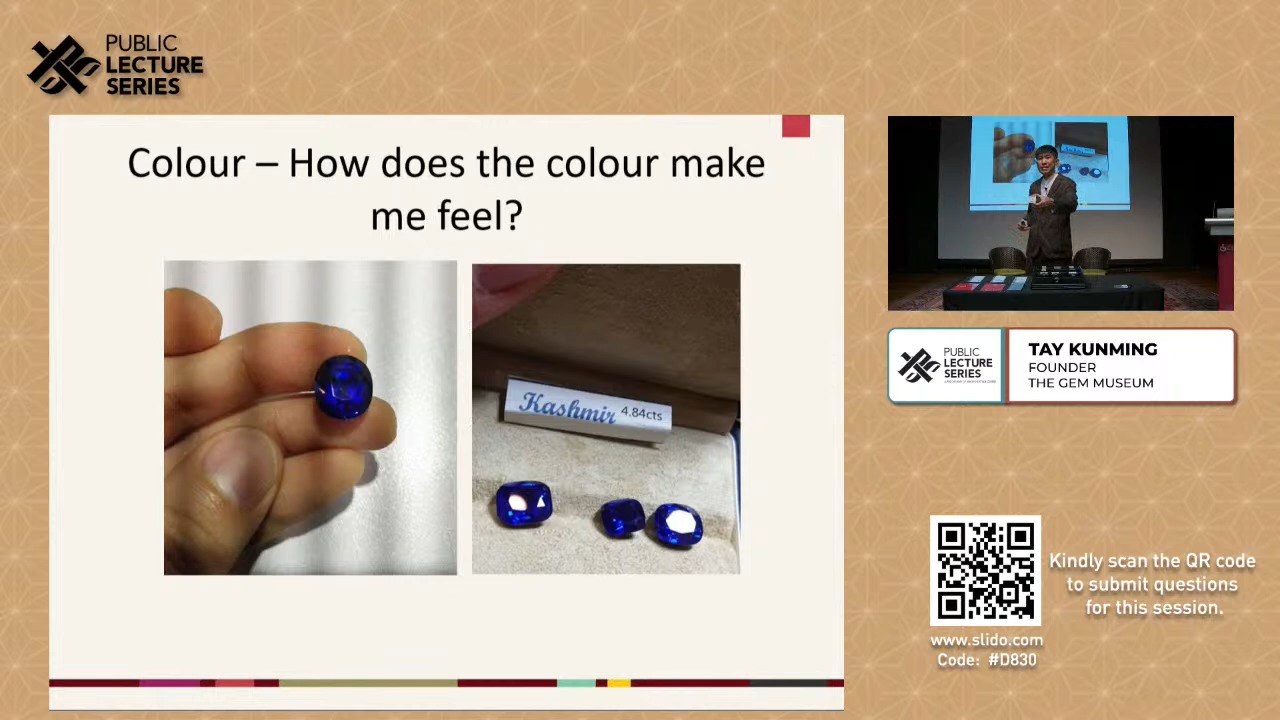 PUBLIC
LECTURE
SERIES
Colour – How does the colour make
me feel?
Kashmir 4.84cts
PUBLIC
LECTURE
SERIES
TAY KUNMING
FOUNDER
THE GEM MUSEUM
Kindly scan the QR code
to submit questions
for this session.
www.slido.com
Code: #D830